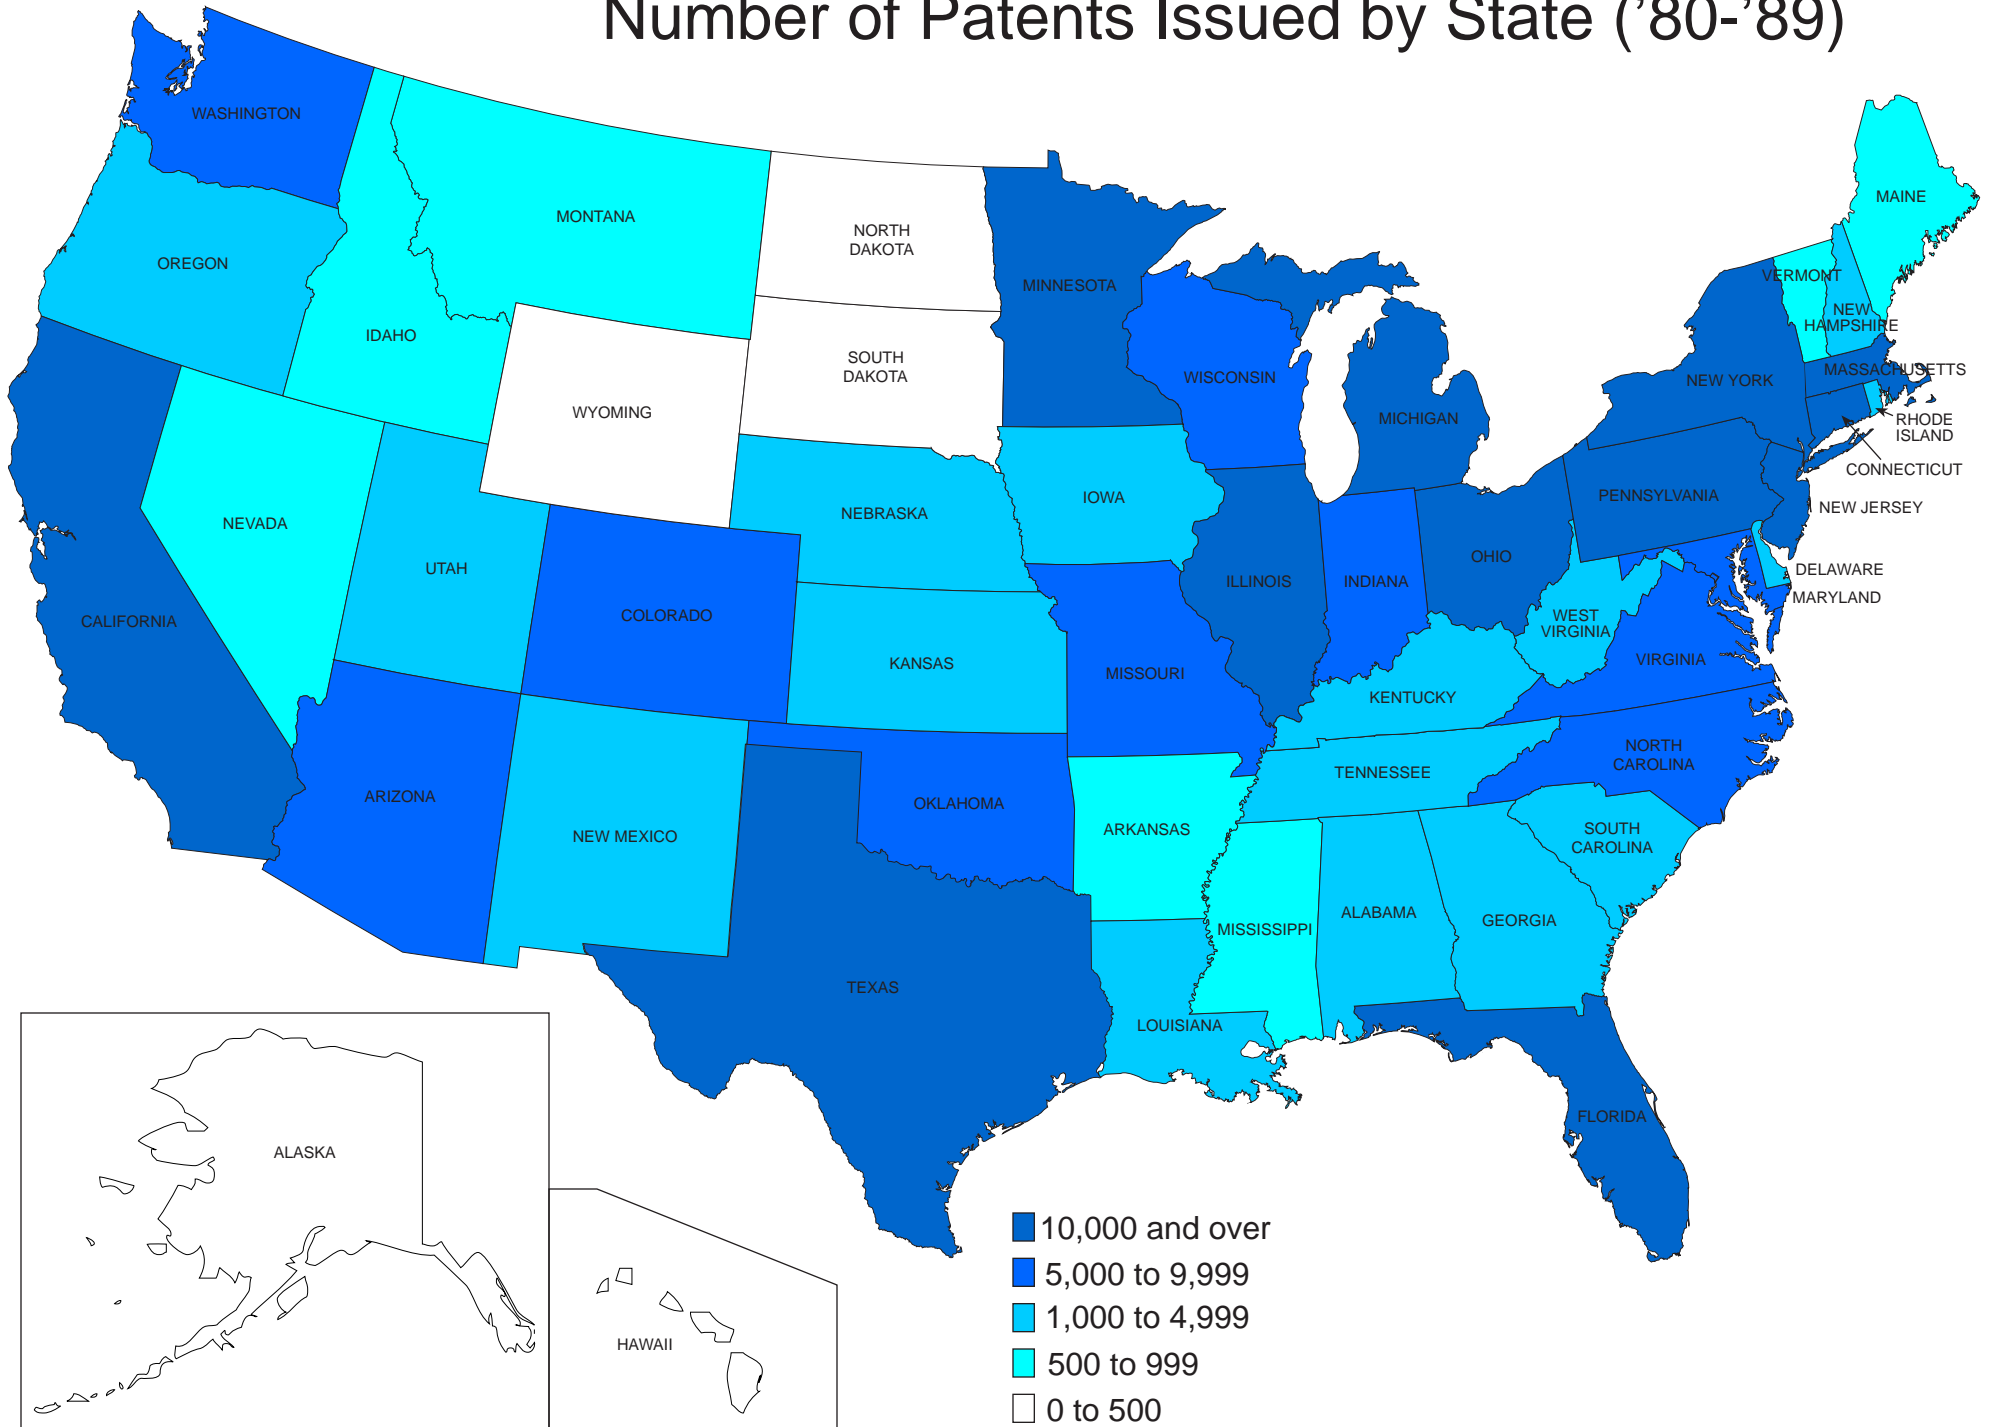 Number of Patents Issued by State (’80-’89)
WASHINGTON
MONTANA
MAINE
NORTH
DAKOTA
OREGON
MINNESOTA
VERMONT
NEW
HAMPSHIRE
IDAHO
SOUTH
DAKOTA
WISCONSIN
MASSACHUSETTS
NEW YORK
WYOMING
MICHIGAN
RHODE
ISLAND
CONNECTICUT
IOWA
PENNSYLVANIA
NEW JERSEY
NEVADA
NEBRASKA
OHIO
UTAH
ILLINOIS
INDIANA
DELAWARE
MARYLAND
CALIFORNIA
COLORADO
WEST
VIRGINIA
KANSAS
MISSOURI
VIRGINIA
KENTUCKY
NORTH
CAROLINA
TENNESSEE
ARIZONA
OKLAHOMA
NEW MEXICO
ARKANSAS
SOUTH
CAROLINA
ALABAMA
GEORGIA
MISSISSIPPI
TEXAS
LOUISIANA
FLORIDA
ALASKA
HAWAII
10,000 and over
5,000 to 9,999
1,000 to 4,999
500 to 999
0 to 500